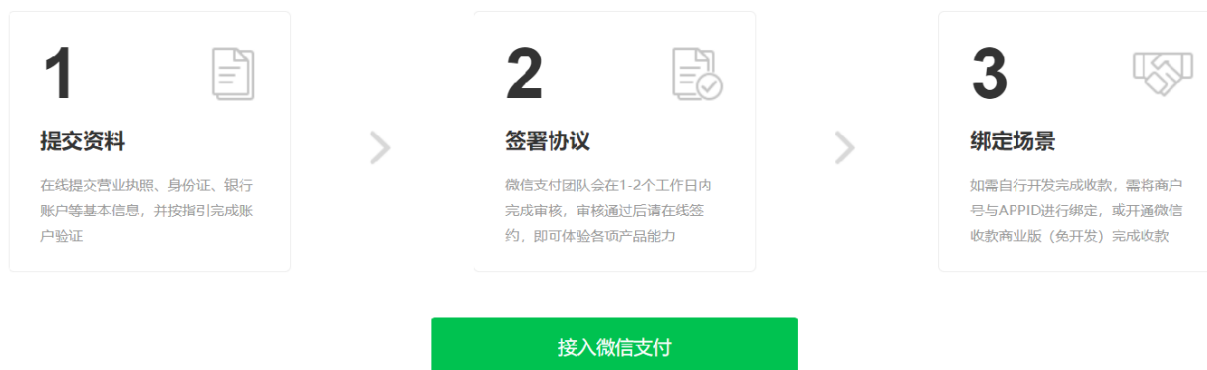 1
提交资料
在线提交营业执照、身份证、银行
账户等基本信息，并按指引完成账
户验证
2
签署协议
微信支付团队会在1-2个工作日内
完成审核，审核通过后请在线签
约，即可体验各项产品能力
3
绑定场景
如需自行开发完成收款，需将商户
号与APPID进行绑定，或开通微信
收款商业版（免开发）完成收款
接入微信支付